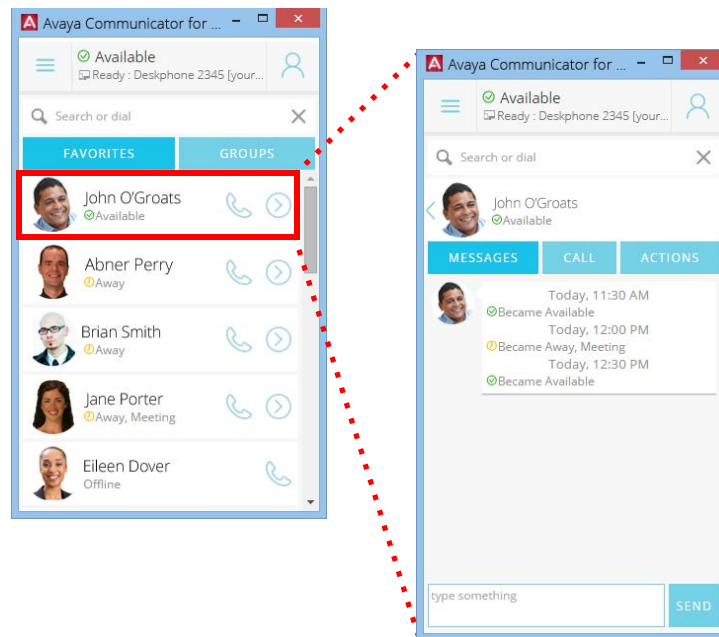 Avaya Communicator for ...
Available
Ready : Deskphone 2345 [your...
Search or dial
FAVORITES
GROUPS
John O'Groats
Available
Abner Perry
Away
Brian Smith
Away
Jane Porter
Away, Meeting
Eileen Dover
Offline
Avaya Communicator for ...
Available
Ready : Deskphone 2345 [your...
Search or dial
John O'Groats
Available
MESSAGES
CALL
ACTIONS
Today, 11:30 AM
Became Available
Today, 12:00 PM
Became Away, Meeting
Today, 12:30 PM
Became Available
type something
SEND